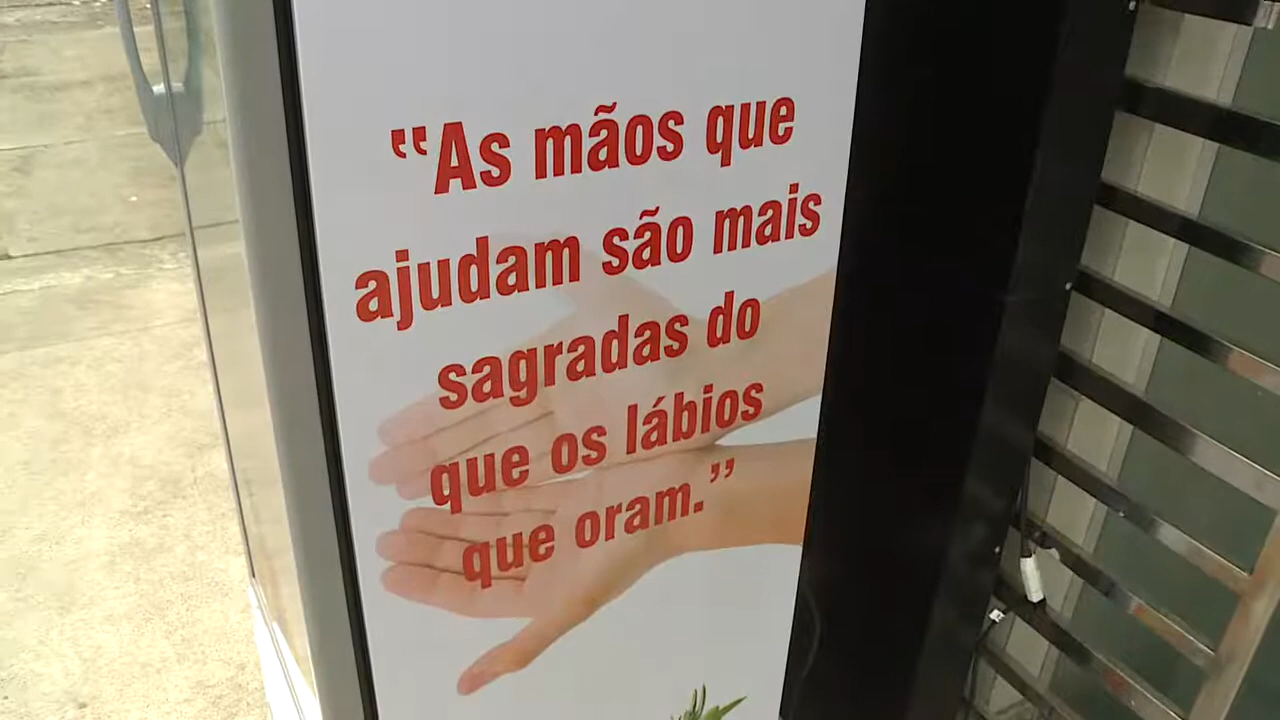 "As mãos que
ajudam são mais
sagradas do
que os lábios
que oram."